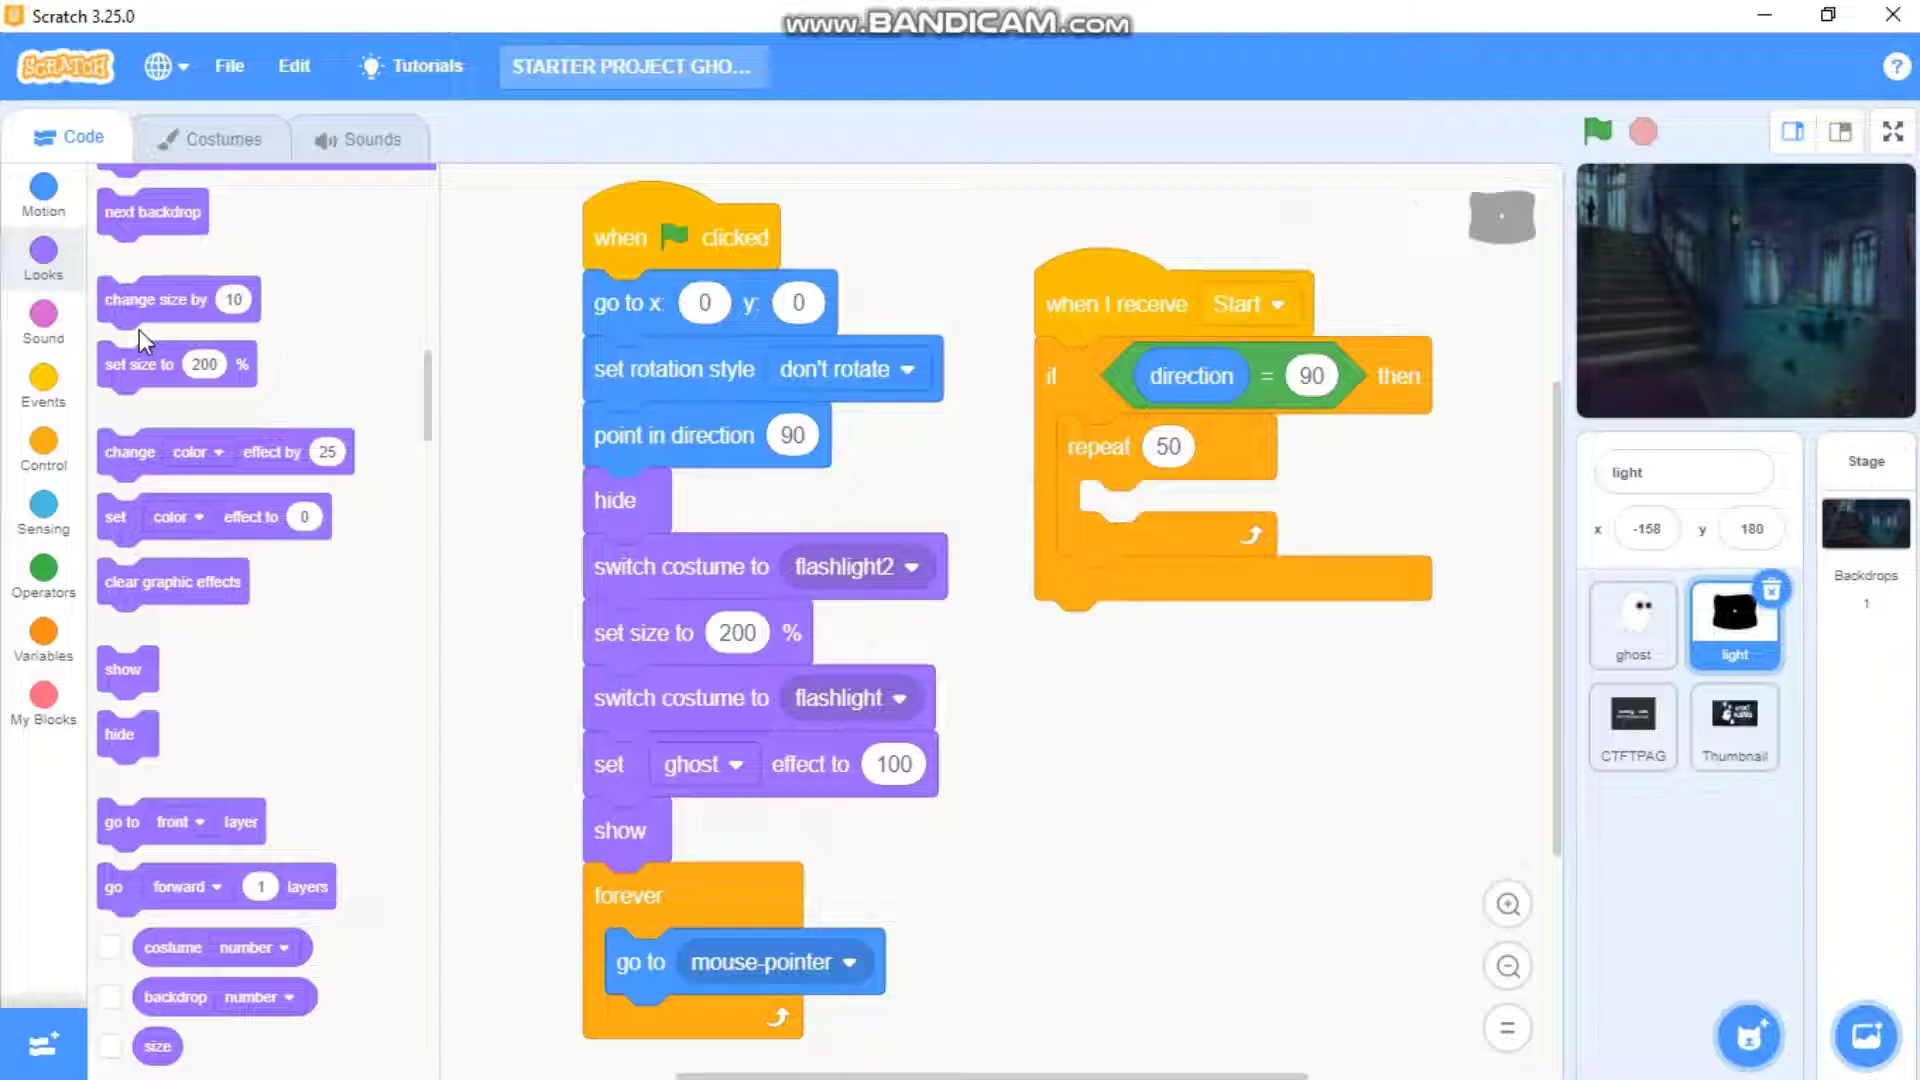 Scratch 3.25.0
www.BANDICAM.com
SCRATCH
File
Edit
Tutorials
STARTER PROJECT GHO...
?
Code
Costumes
Sounds
Motion
Looks
Sound
Events
Control
Sensing
Operators
Variables
My Blocks
next backdrop
change size by 10
set size to 200 %
change color effect by 25
set color effect to 0
clear graphic effects
show
hide
go to front layer
go forward 1 layers
costume number
backdrop number
size
when clicked
go to x: 0 y: 0
set rotation style don't rotate
point in direction 90
hide
switch costume to flashlight2
set size to 200 %
switch costume to flashlight
set ghost effect to 100
show
forever
go to mouse-pointer
when I receive Start
if direction = 90 then
repeat 50
light
x -158 y 180
ghost
light
CTFTPAG
Thumbnail
Stage
Backdrops
1